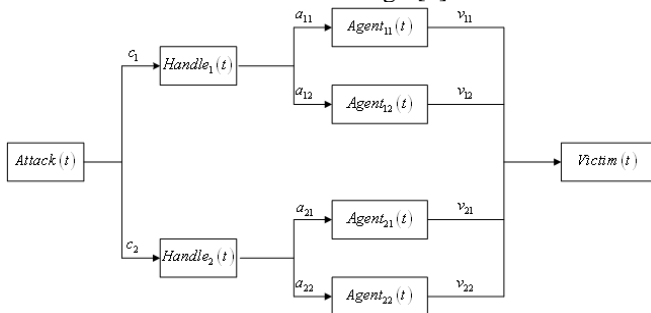 a₁₁
Agent₁₁(t)
v₁₁
c₁
Handle₁(t)
a₁₂
Agent₁₂(t)
v₁₂
Attack(t)
Victim(t)
a₂₁
Agent₂₁(t)
v₂₁
c₂
Handle₂(t)
a₂₂
Agent₂₂(t)
v₂₂